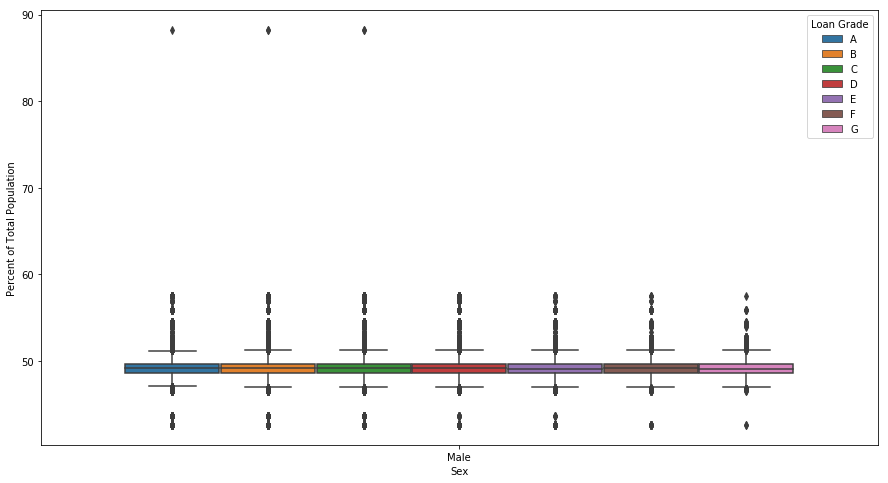 90
80
70
60
50
Percent of Total Population
Male
Sex
Loan Grade
A
B
C
D
E
F
G